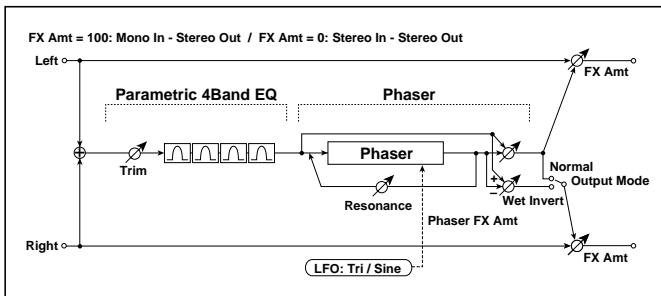 FX Amt = 100: Mono In - Stereo Out / FX Amt = 0: Stereo In - Stereo Out
Left
FX Amt
Parametric 4Band EQ
Phaser
Trim
Phaser
Normal
Output Mode
+
−
Wet Invert
Resonance
Phaser FX Amt
Right
FX Amt
LFO: Tri / Sine